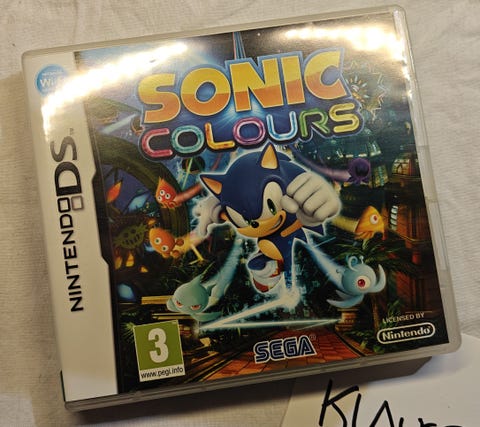 SONIC
COLOURS
NINTENDO DS
3
www.pegi.info
SEGA
LICENSED BY
Nintendo